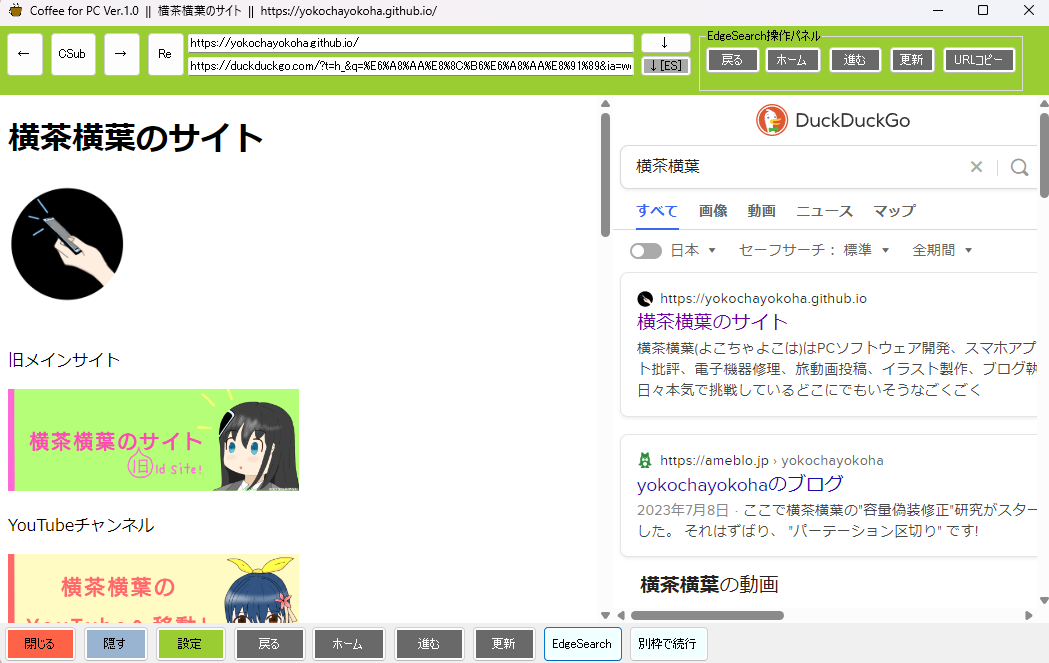 Coffee for PC Ver.1.0 || 横茶横葉のサイト || https://yokochayokoha.github.io/
←
CSub
→
Re
https://yokochayokoha.github.io/
↓
https://duckduckgo.com/?t=h_&q=%E6%A8%AA%E8%8C%B6%E6%A8%AA%E8%91%89&ia=we
↓[ES]
EdgeSearch操作パネル
戻る
ホーム
進む
更新
URLコピー
横茶横葉のサイト
旧メインサイト
横茶横葉のサイト
旧ld Site!
YouTubeチャンネル
横茶横葉の
DuckDuckGo
横茶横葉
すべて
画像
動画
ニュース
マップ
日本
セーフサーチ: 標準
全期間
https://yokochayokoha.github.io
横茶横葉のサイト
横茶横葉(よこちゃよこは)はPCソフトウェア開発、スマホアプ
ト批評、電子機器修理、旅動画投稿、イラスト製作、ブログ執
日々本気で挑戦しているどこにでもいそうなごくごく
https://ameblo.jp › yokochayokoha
yokochayokohaのブログ
2023年7月8日 · ここで横茶横葉の"容量偽装修正"研究がスター
した。 それはずばり、 "パーテーション区切り" です!
横茶横葉の動画
閉じる
隠す
設定
戻る
ホーム
進む
更新
EdgeSearch
別枠で続行